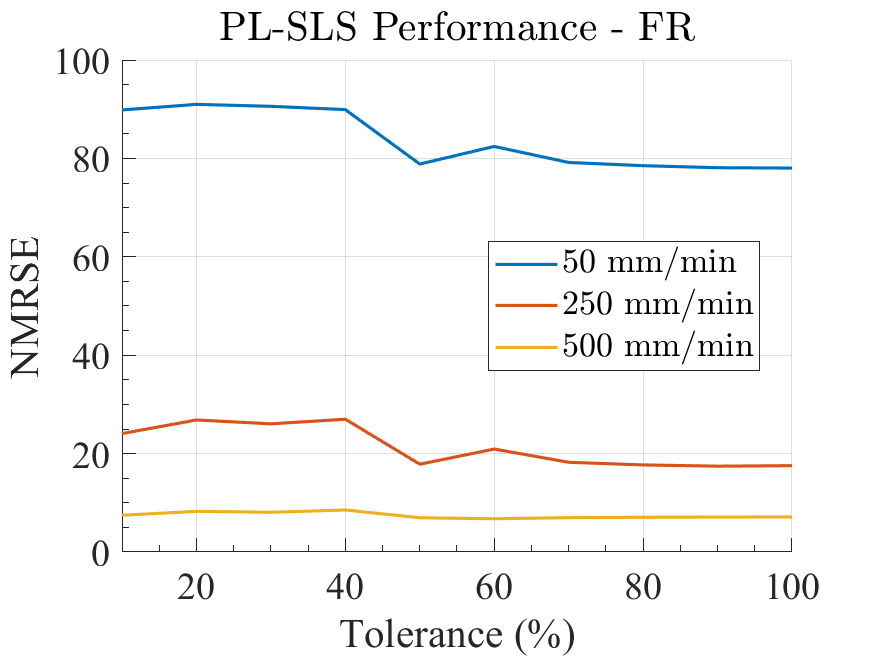 PL-SLS Performance - FR
100
80
60
40
20
0
NMRSE
50 mm/min
250 mm/min
500 mm/min
20 40 60 80 100
Tolerance (%)